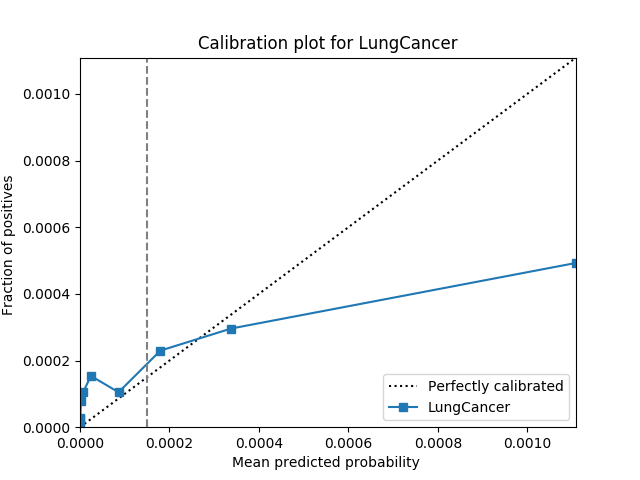 Calibration plot for LungCancer
Fraction of positives
0.0010
0.0008
0.0006
0.0004
0.0002
0.0000
0.0000 0.0002 0.0004 0.0006 0.0008 0.0010
Mean predicted probability
Perfectly calibrated
LungCancer